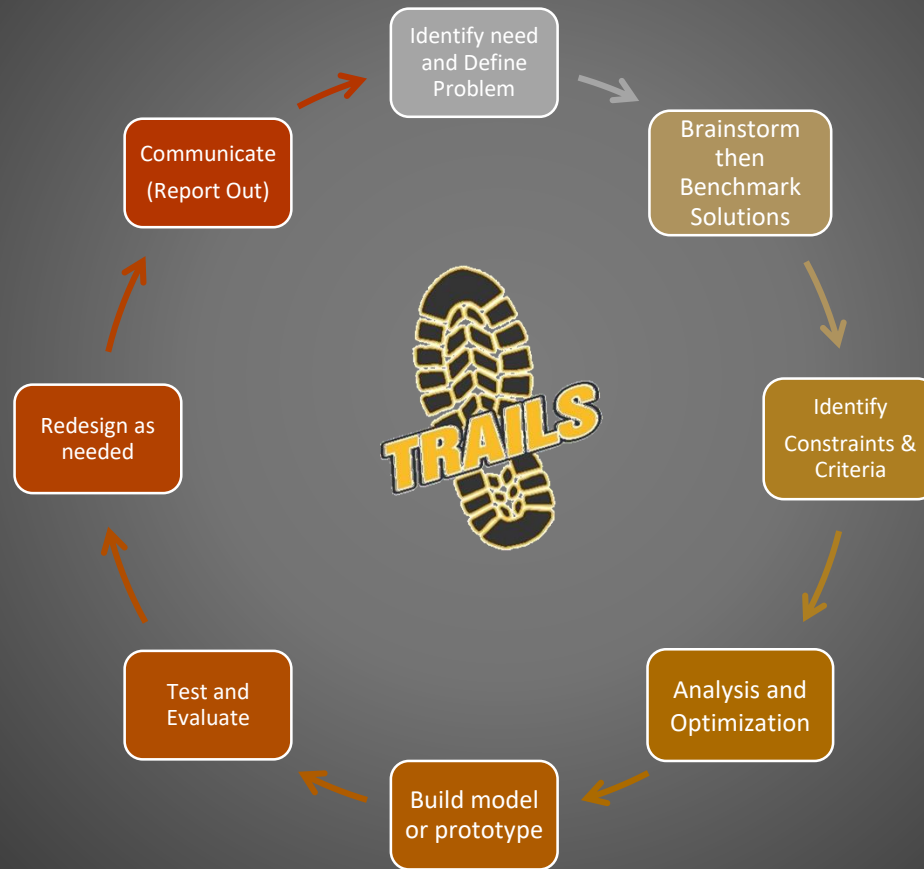 Identify need
and Define
Problem
Brainstorm
then
Benchmark
Solutions
Identify
Constraints &
Criteria
Analysis and
Optimization
Build model
or prototype
Test and
Evaluate
Redesign as
needed
Communicate
(Report Out)
TRAILS